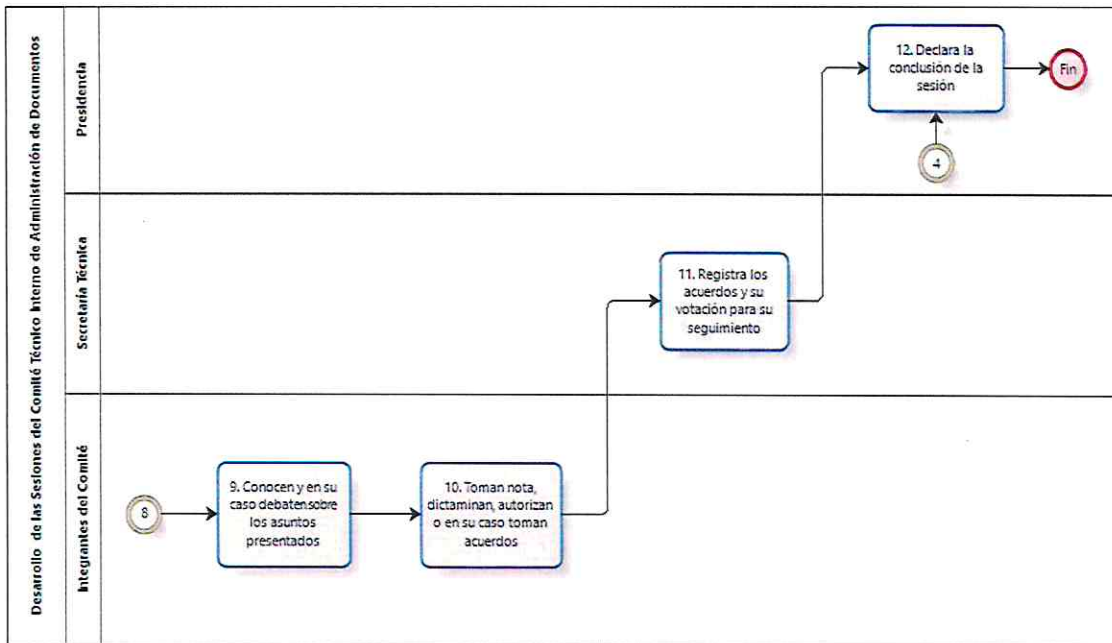 Desarrollo de las Sesiones del Comité Técnico Interno de Administración de Documentos
Presidencia
12. Declara la
conclusión de la
sesión
Fin
4
Secretaría Técnica
11. Registra los
acuerdos y su
votación para su
seguimiento
Integrantes del Comité
8
9. Conocen y en su
caso debaten sobre
los asuntos
presentados
10. Toman nota,
dictaminan, autorizan
o en su caso toman
acuerdos